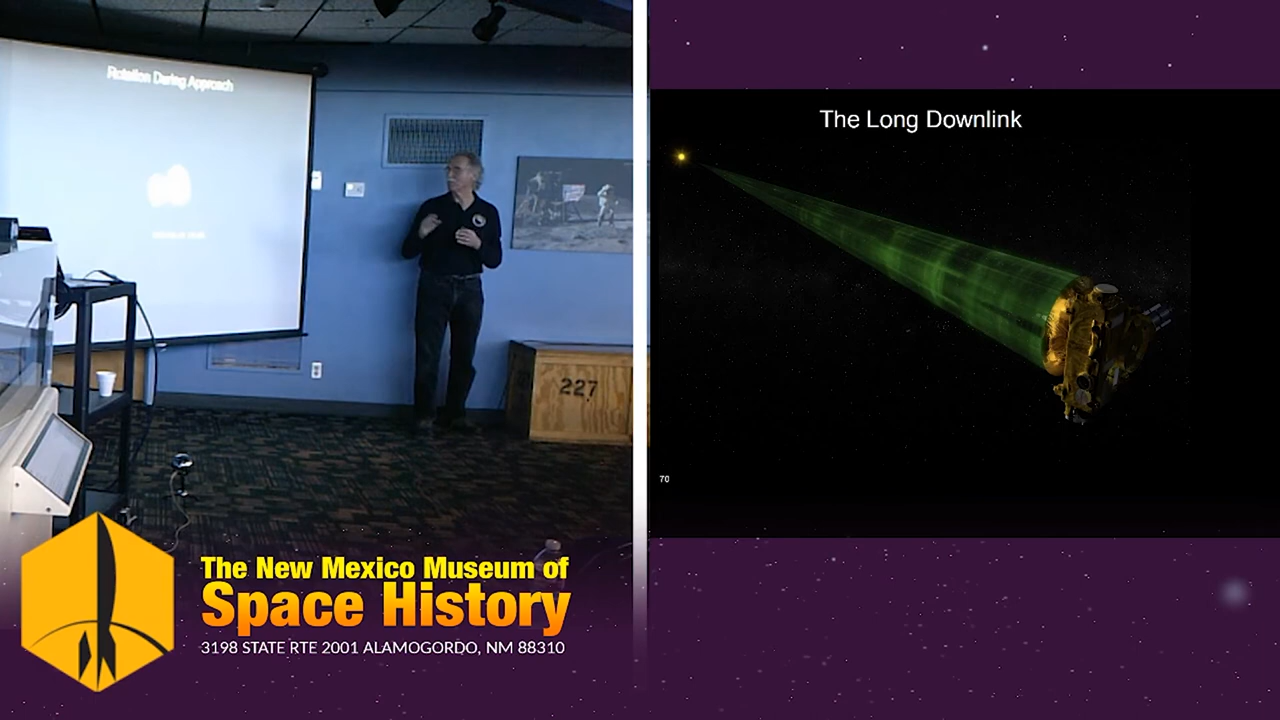 Rotation During Approach
227
The New Mexico Museum of
Space History
3198 STATE RTE 2001 ALAMOGORDO, NM 88310
The Long Downlink
70